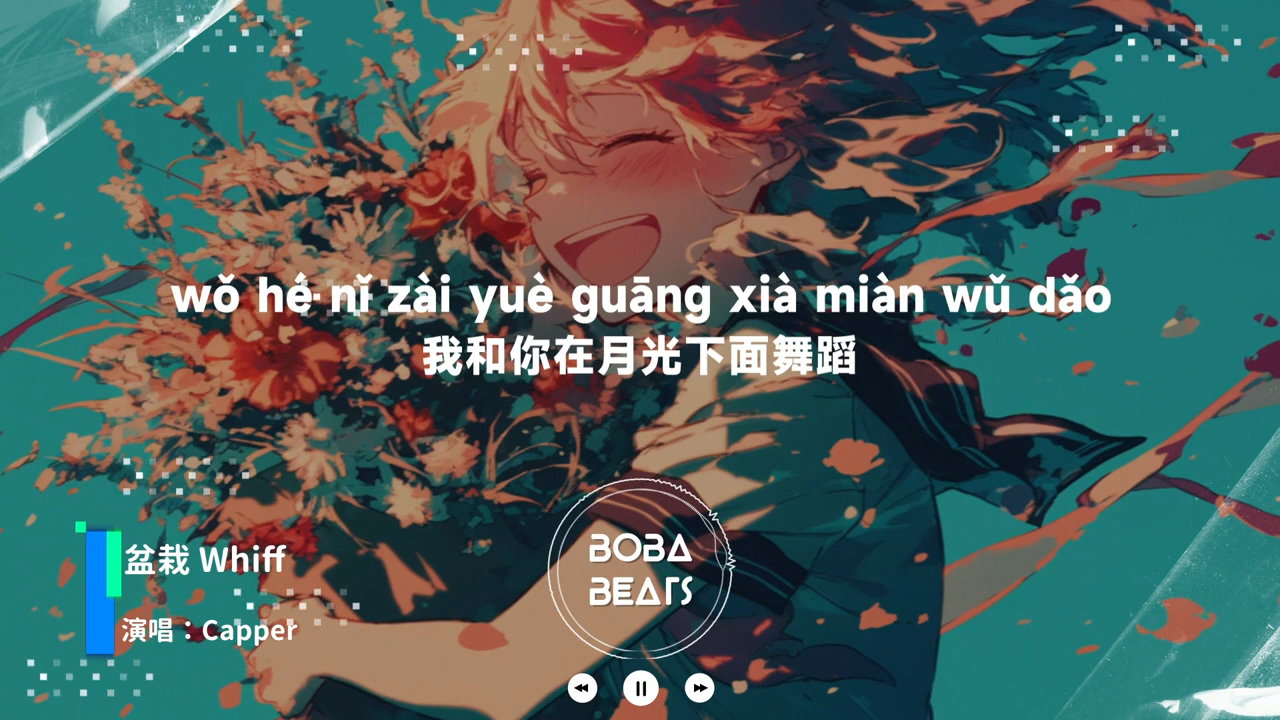 wǒ hé nǐ zài yuè guāng xià miàn wǔ dǎo
我和你在月光下面舞蹈
盆栽 Whiff
演唱：Capper
BOBA
BEATS